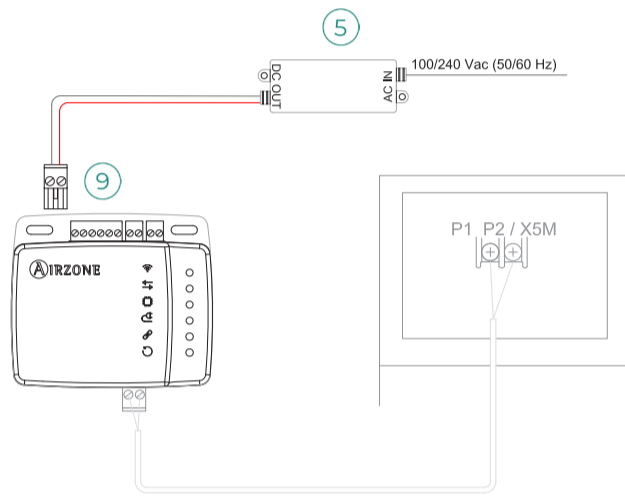 5
DC OUT
AC IN
100/240 Vac (50/60 Hz)
9
P1 P2 / X5M
AIRZONE